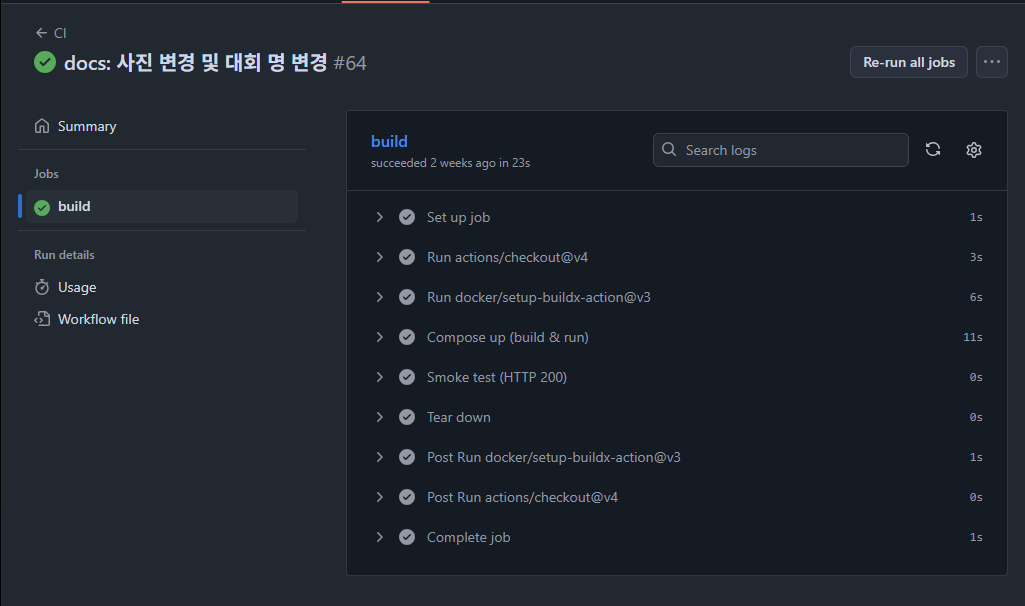 CI
docs: 사진 변경 및 대회 명 변경 #64
Re-run all jobs
Summary
Jobs
build
Run details
Usage
Workflow file
build
succeeded 2 weeks ago in 23s
Search logs
Set up job 1s
Run actions/checkout@v4 3s
Run docker/setup-buildx-action@v3 6s
Compose up (build & run) 11s
Smoke test (HTTP 200) 0s
Tear down 0s
Post Run docker/setup-buildx-action@v3 1s
Post Run actions/checkout@v4 0s
Complete job 1s